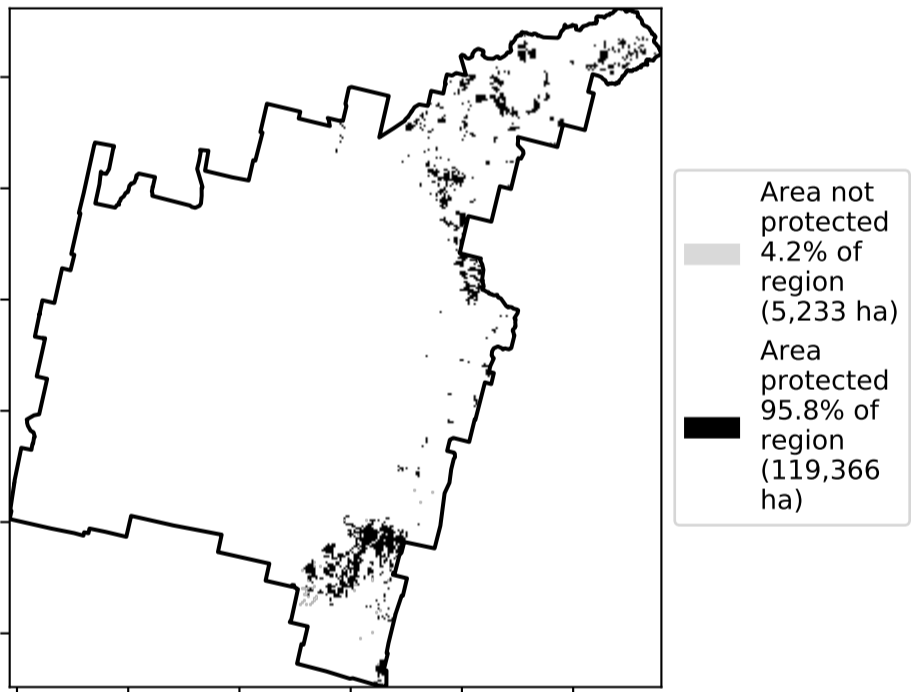 Area not
protected
4.2% of
region
(5,233 ha)
Area
protected
95.8% of
region
(119,366
ha)